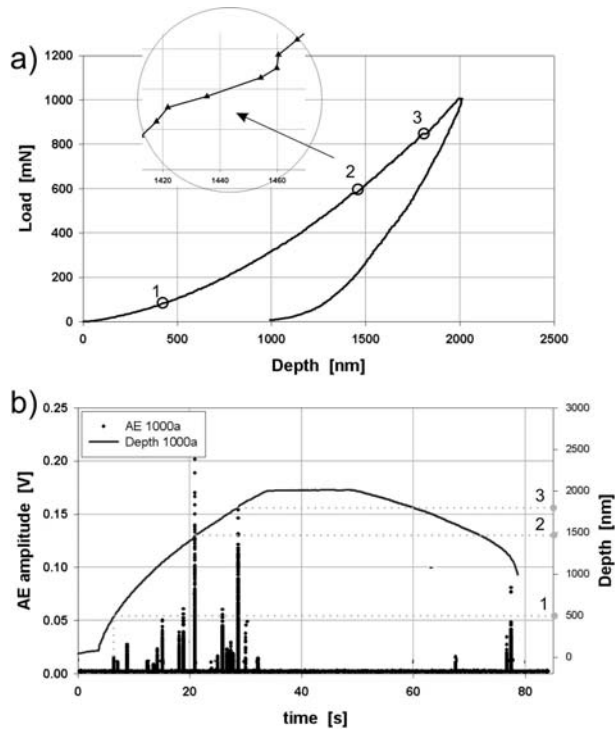 a)
1200
1000
800
600
400
200
0
Load [mN]
0 500 1000 1500 2000 2500
Depth [nm]
1420 1440 1460
1
2
3
b)
0.25
0.20
0.15
0.10
0.05
0.00
AE amplitude [V]
AE 1000a
Depth 1000a
3000
2500
2000
1500
1000
500
0
Depth [nm]
3
2
1
0 20 40 60 80
time [s]